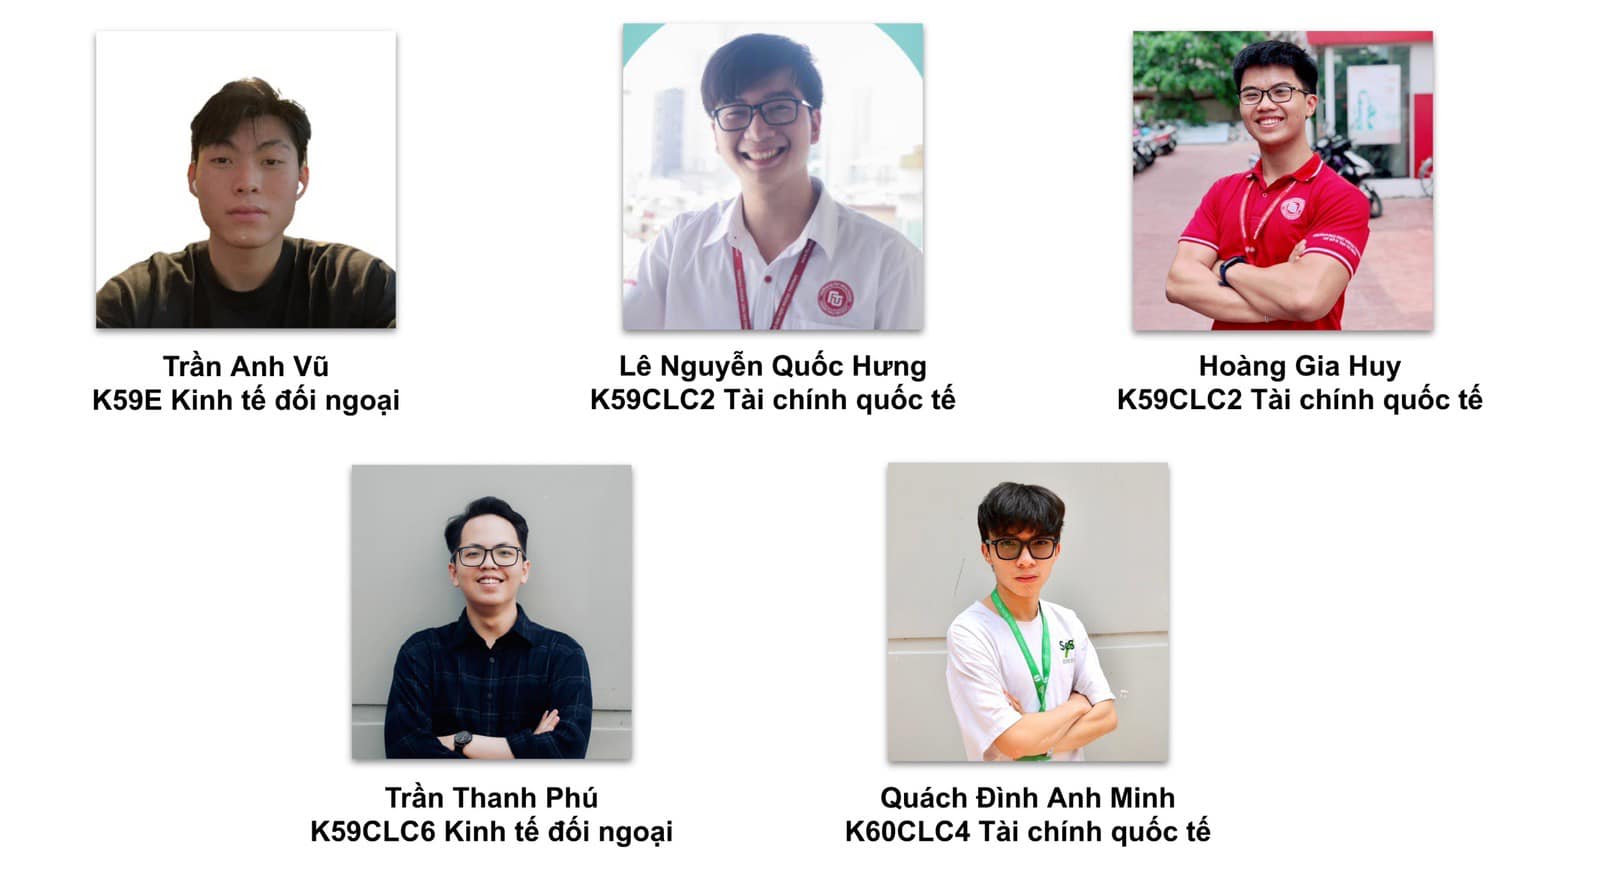 Trần Anh Vũ
K59E Kinh tế đối ngoại
Lê Nguyễn Quốc Hưng
K59CLC2 Tài chính quốc tế
Hoàng Gia Huy
K59CLC2 Tài chính quốc tế
Trần Thanh Phú
K59CLC6 Kinh tế đối ngoại
Quách Đình Anh Minh
K60CLC4 Tài chính quốc tế